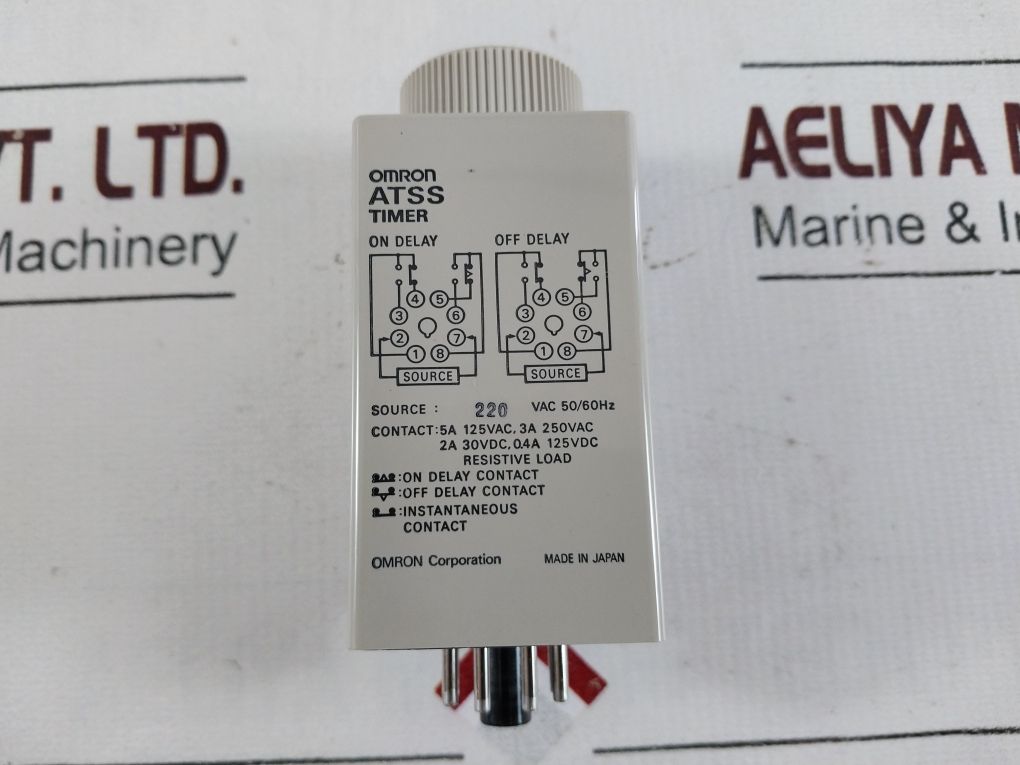 VT. LTD.
Machinery
AELIYA M
Marine & In
OMRON
ATSS
TIMER
ON DELAY OFF DELAY
4 5 4 5
3 6 3 6
2 7 2 7
1 8 1 8
SOURCE SOURCE
SOURCE : 220 VAC 50/60Hz
CONTACT:5A 125VAC, 3A 250VAC
2A 30VDC, 0.4A 125VDC
RESISTIVE LOAD
:ON DELAY CONTACT
:OFF DELAY CONTACT
:INSTANTANEOUS
CONTACT
OMRON Corporation MADE IN JAPAN